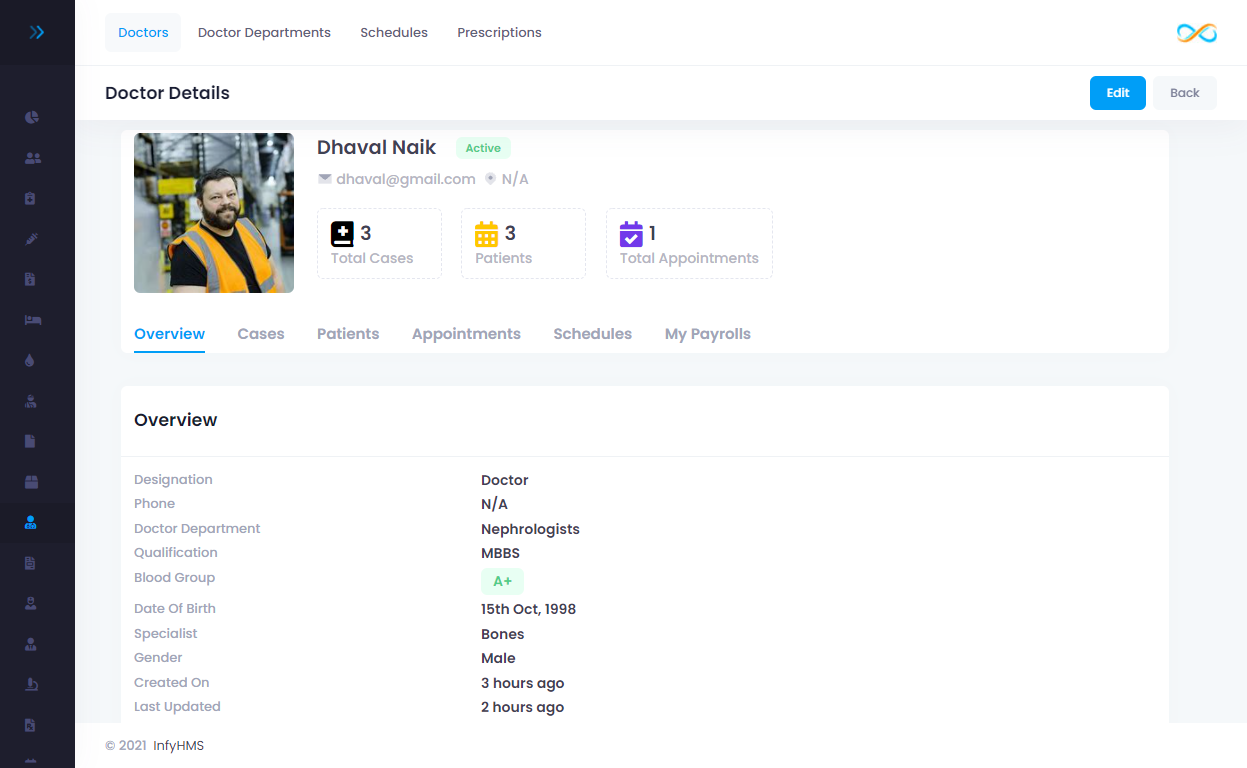 Doctors Doctor Departments Schedules Prescriptions
Doctor Details Edit Back
Dhaval Naik Active
dhaval@gmail.com N/A
3 3 1
Total Cases Patients Total Appointments
Overview Cases Patients Appointments Schedules My Payrolls
Overview
Designation Doctor
Phone N/A
Doctor Department Nephrologists
Qualification MBBS
Blood Group A+
Date Of Birth 15th Oct, 1998
Specialist Bones
Gender Male
Created On 3 hours ago
Last Updated 2 hours ago
© 2021 InfyHMS